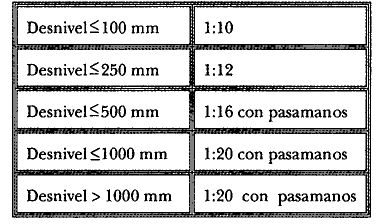 Desnivel≤100 mm 1:10
Desnivel≤250 mm 1:12
Desnivel≤500 mm 1:16 con pasamanos
Desnivel ≤1000 mm 1:20 con pasamanos
Desnivel > 1000 mm 1:20 con pasamanos